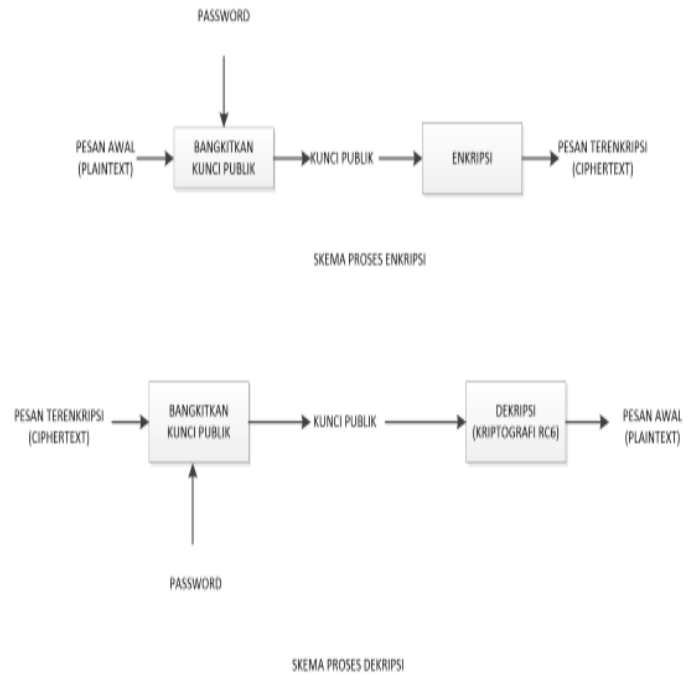 PASSWORD
PESAN AWAL
(PLAINTEXT)
BANGKITKAN
KUNCI PUBLIK
KUNCI PUBLIK
ENKRIPSI
PESAN TERENKRIPSI
(CIPHERTEXT)
SKEMA PROSES ENKRIPSI
PESAN TERENKRIPSI
(CIPHERTEXT)
BANGKITKAN
KUNCI PUBLIK
KUNCI PUBLIK
DEKRIPSI
(KRIPTOGRAFI RC6)
PESAN AWAL
(PLAINTEXT)
PASSWORD
SKEMA PROSES DEKRIPSI